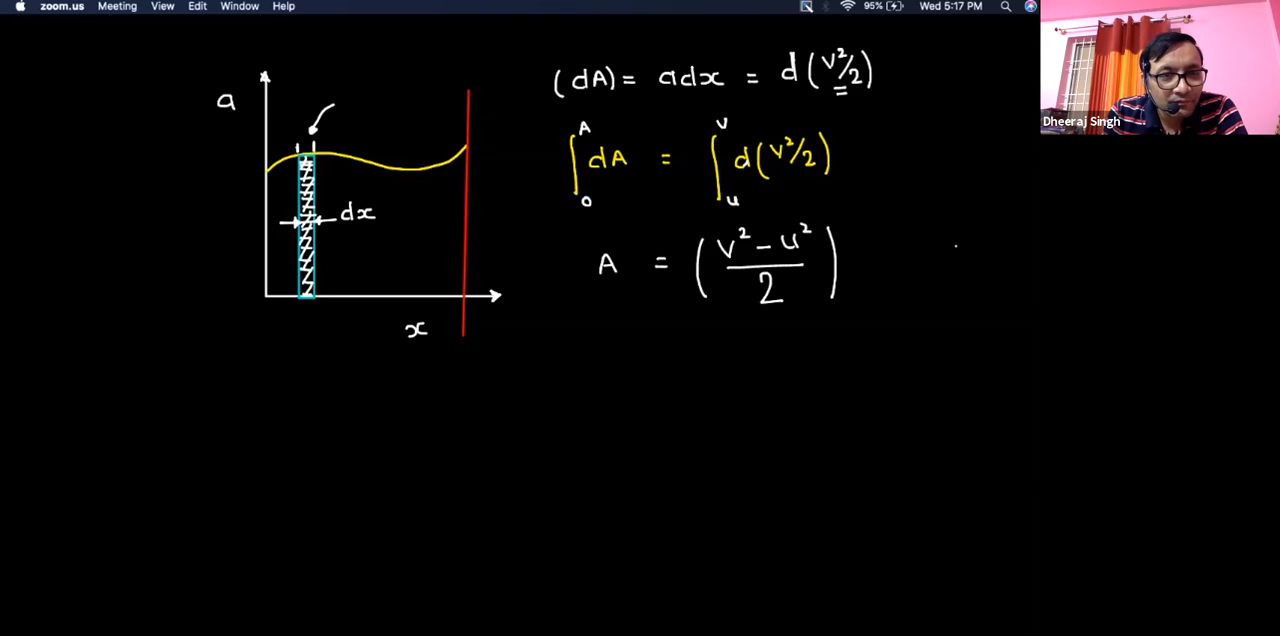 zoom.us Meeting View Edit Window Help 95% Wed 5:17 PM
Dheeraj Singh
a
dx
x
(dA) = adx = d(v²/2)
∫₀ᴬ dA = ∫ᵤᵛ d(v²/2)
A = (v² - u² / 2)